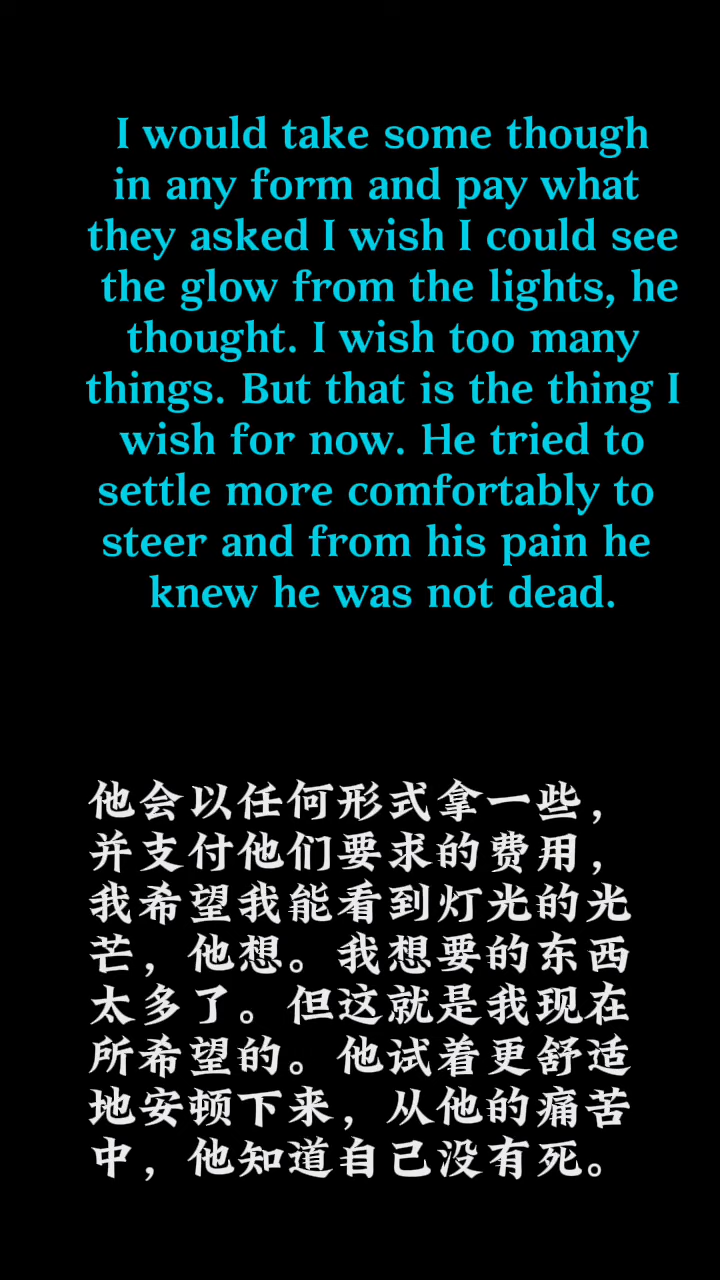 I would take some though
in any form and pay what
they asked I wish I could see
the glow from the lights, he
thought. I wish too many
things. But that is the thing I
wish for now. He tried to
settle more comfortably to
steer and from his pain he
knew he was not dead.
他会以任何形式拿一些，
并支付他们要求的费用，
我希望我能看到灯光的光
芒，他想。我想要的东西
太多了。但这就是我现在
所希望的。他试着更舒适
地安顿下来，从他的痛苦
中，他知道自己没有死。